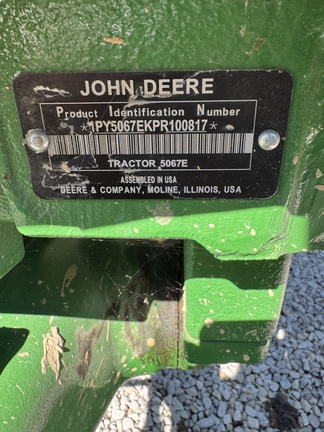 JOHN DEERE
Product Identification Number
*1PY5067EKPR100817*
TRACTOR 5067E
ASSEMBLED IN USA
DEERE & COMPANY, MOLINE, ILLINOIS, USA